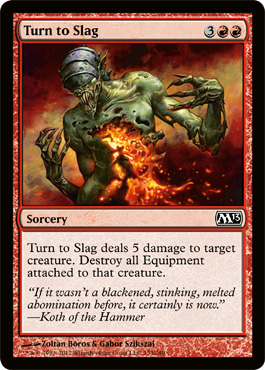 Turn to Slag 3
Sorcery M13
Turn to Slag deals 5 damage to target
creature. Destroy all Equipment
attached to that creature.
"If it wasn't a blackened, stinking, melted
abomination before, it certainly is now."
—Koth of the Hammer
Zoltan Boros & Gabor Szikszai